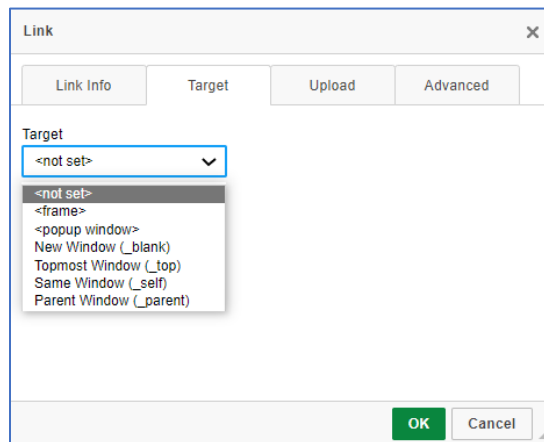 Link
Link Info Target Upload Advanced
Target
<not set>
<not set>
<frame>
<popup window>
New Window (_blank)
Topmost Window (_top)
Same Window (_self)
Parent Window (_parent)
OK Cancel